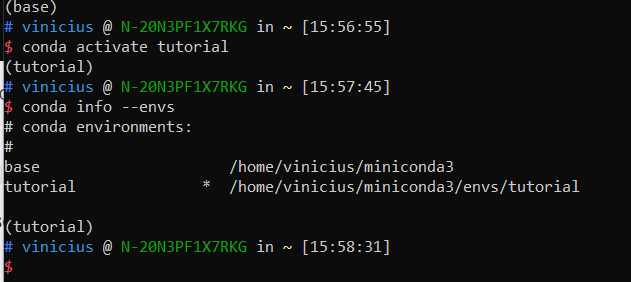 (base)
# vinicius @ N-20N3PF1X7RKG in ~ [15:56:55]
$ conda activate tutorial
(tutorial)
# vinicius @ N-20N3PF1X7RKG in ~ [15:57:45]
$ conda info --envs
# conda environments:
#
base                     /home/vinicius/miniconda3
tutorial              *  /home/vinicius/miniconda3/envs/tutorial
(tutorial)
# vinicius @ N-20N3PF1X7RKG in ~ [15:58:31]
$